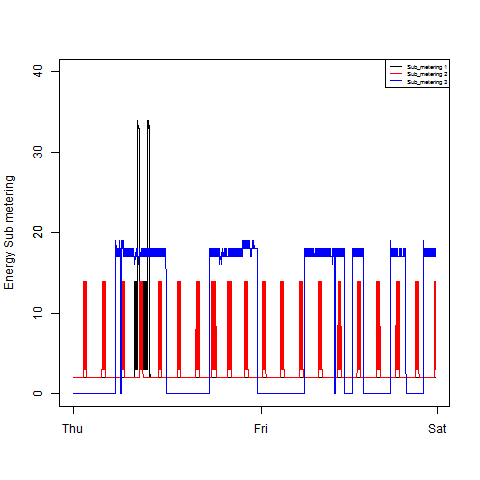 Sub_metering 1
Sub_metering 2
Sub_metering 3
Energy Sub metering
40
30
20
10
0
Thu Fri Sat